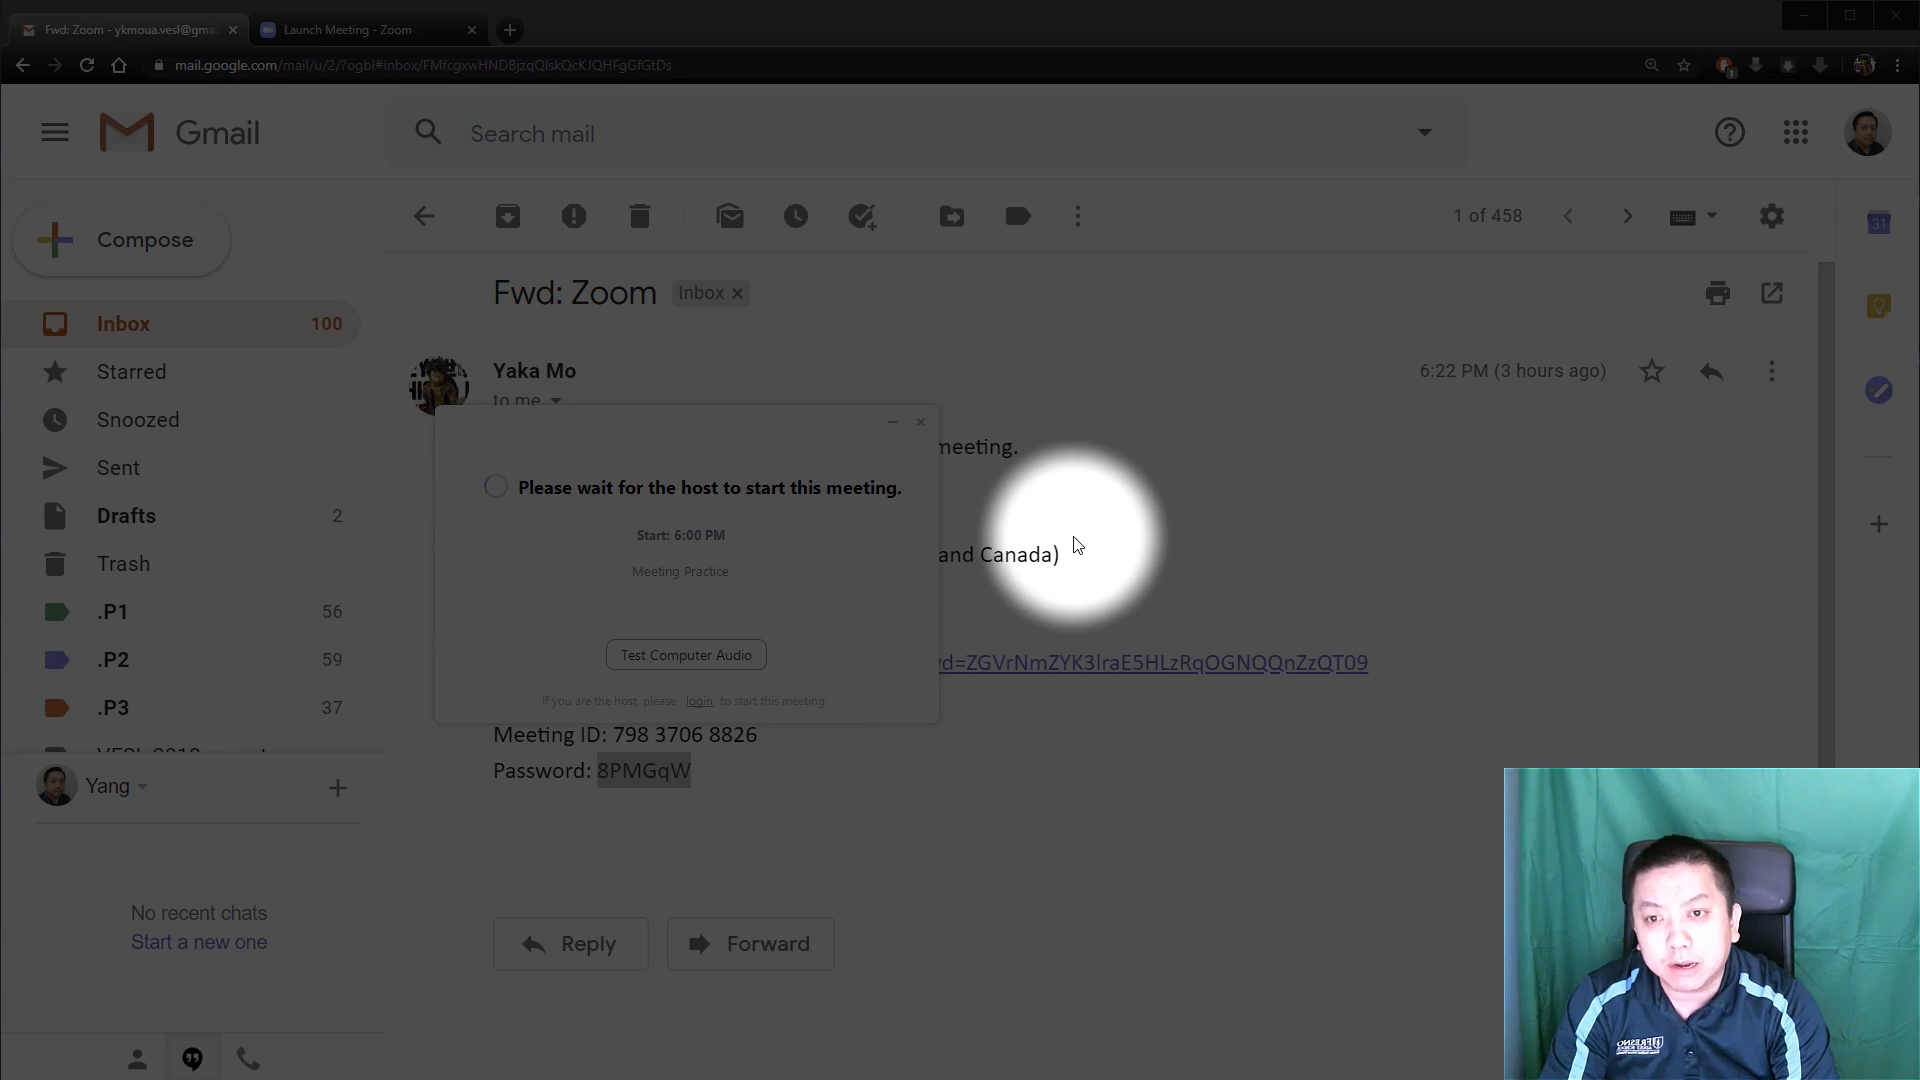 Fwd: Zoom - ykmoua.vesl@gma
Launch Meeting - Zoom
mail.google.com/mail/u/2/?ogbl#inbox/FMfcgxwHNDBjzqQlskQcKJQHFgGfGtDs
1
Gmail
Search mail
Compose
1 of 458
31
Fwd: Zoom
Inbox
Inbox 100
Starred
Snoozed
Sent
Drafts 2
Trash
.P1 56
.P2 59
.P3 37
Yaka Mo
6:22 PM (3 hours ago)
to me
meeting.
Please wait for the host to start this meeting.
Start: 6:00 PM
and Canada)
Meeting Practice
Test Computer Audio
d=ZGVrNmZYK3lraE5HLzRqOGNQQnZzQT09
If you are the host, please login to start this meeting.
Meeting ID: 798 3706 8826
Password: 8PMGqW
Yang
No recent chats
Start a new one
Reply
Forward
FRESNO